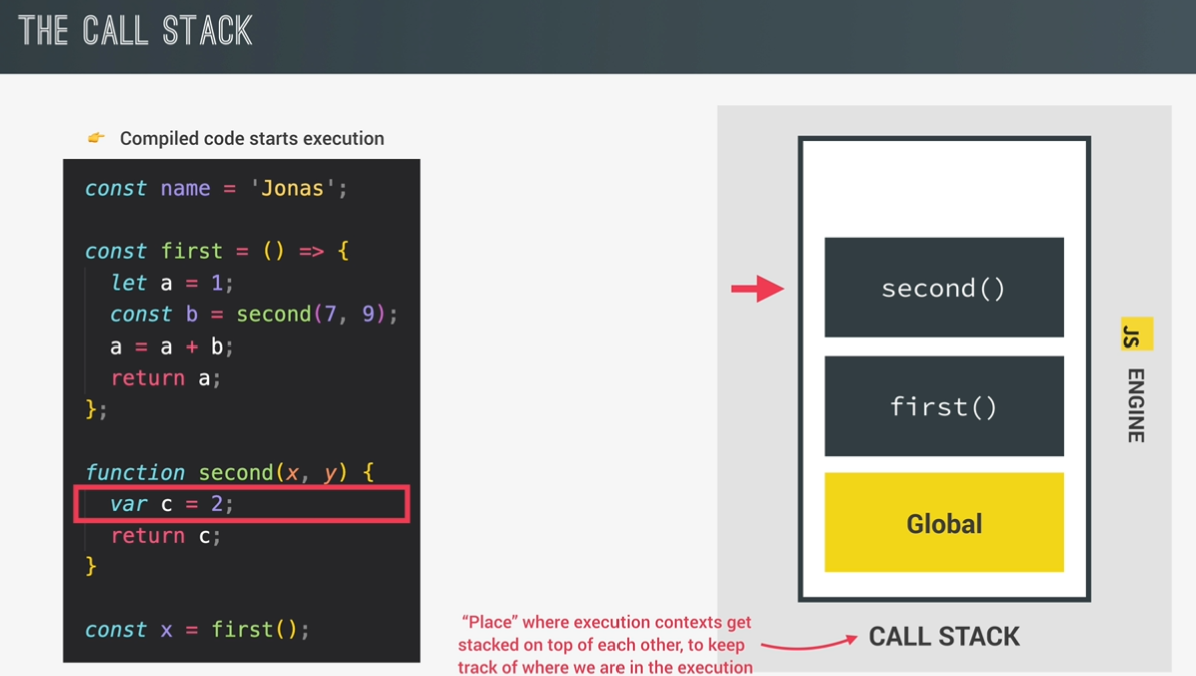 THE CALL STACK
👉 Compiled code starts execution
const name = 'Jonas';
const first = () => {
let a = 1;
const b = second(7, 9);
a = a + b;
return a;
};
function second(x, y) {
var c = 2;
return c;
}
const x = first();
second()
first()
Global
JS
ENGINE
CALL STACK
“Place” where execution contexts get
stacked on top of each other, to keep
track of where we are in the execution